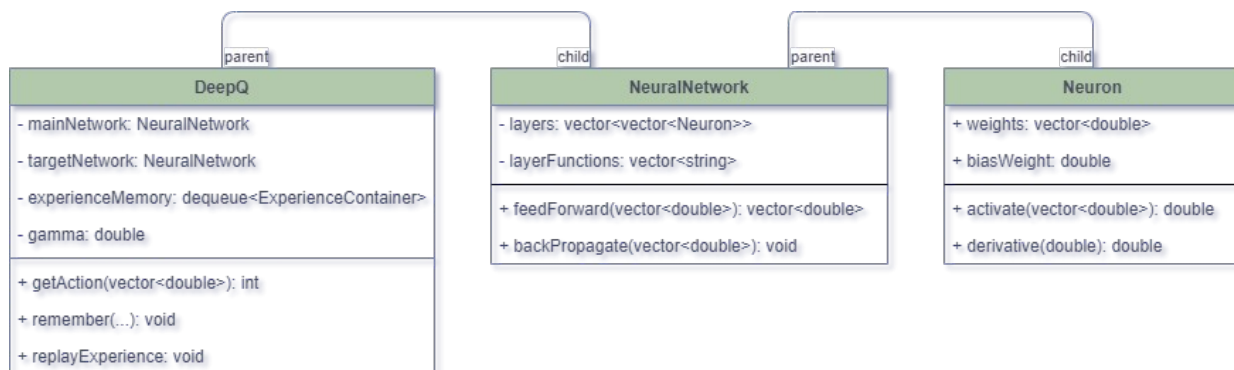 parent
child
parent
child
DeepQ
- mainNetwork: NeuralNetwork
- targetNetwork: NeuralNetwork
- experienceMemory: dequeue<ExperienceContainer>
- gamma: double
+ getAction(vector<double>): int
+ remember(...): void
+ replayExperience: void
NeuralNetwork
- layers: vector<vector<Neuron>>
- layerFunctions: vector<string>
+ feedForward(vector<double>): vector<double>
+ backPropagate(vector<double>): void
Neuron
+ weights: vector<double>
+ biasWeight: double
+ activate(vector<double>): double
+ derivative(double): double